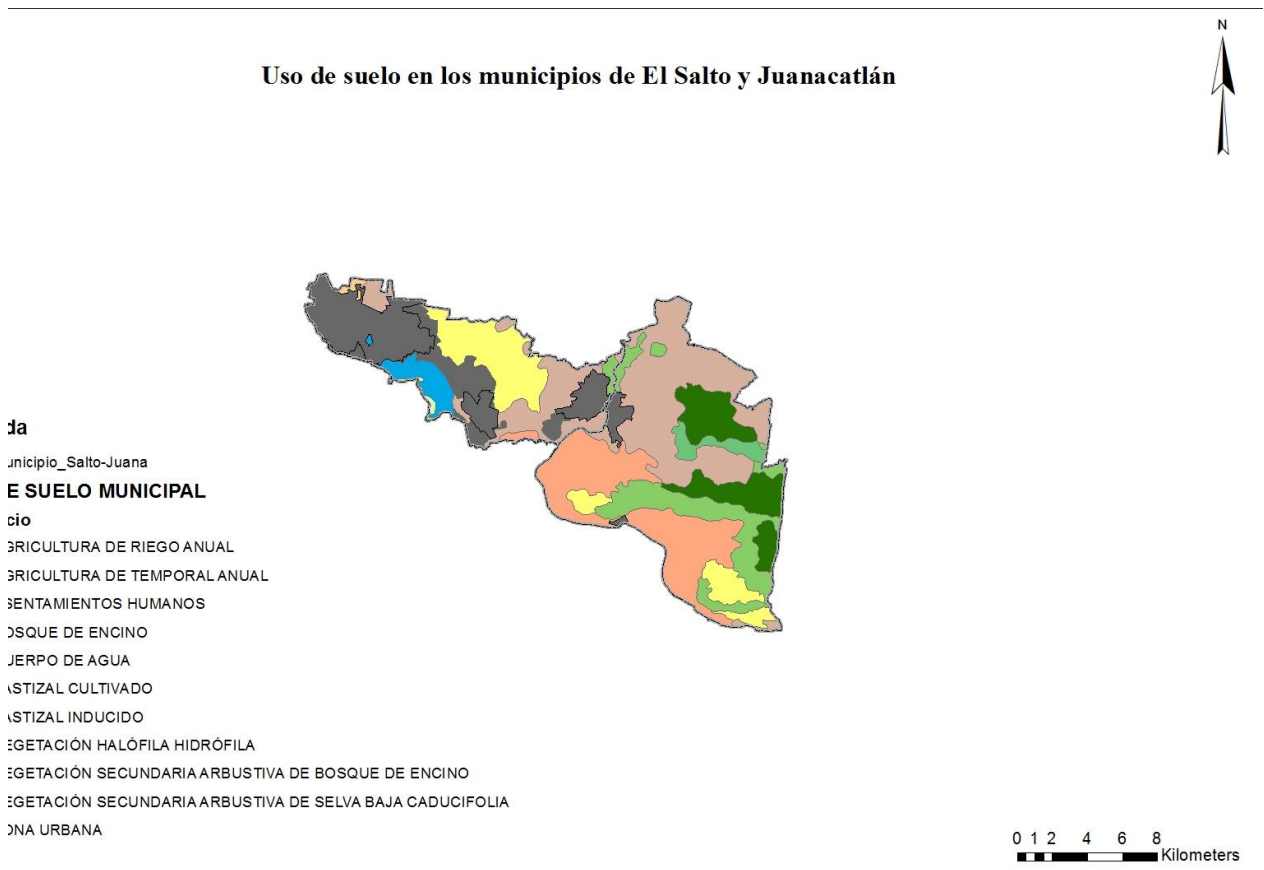 N
Uso de suelo en los municipios de El Salto y Juanacatlán
da
unicipio_Salto-Juana
E SUELO MUNICIPAL
cio
GRICULTURA DE RIEGO ANUAL
GRICULTURA DE TEMPORAL ANUAL
SENTAMIENTOS HUMANOS
OSQUE DE ENCINO
UERPO DE AGUA
ASTIZAL CULTIVADO
ASTIZAL INDUCIDO
EGETACIÓN HALÓFILA HIDRÓFILA
EGETACIÓN SECUNDARIA ARBUSTIVA DE BOSQUE DE ENCINO
EGETACIÓN SECUNDARIA ARBUSTIVA DE SELVA BAJA CADUCIFOLIA
ONA URBANA
0 1 2 4 6 8
Kilometers